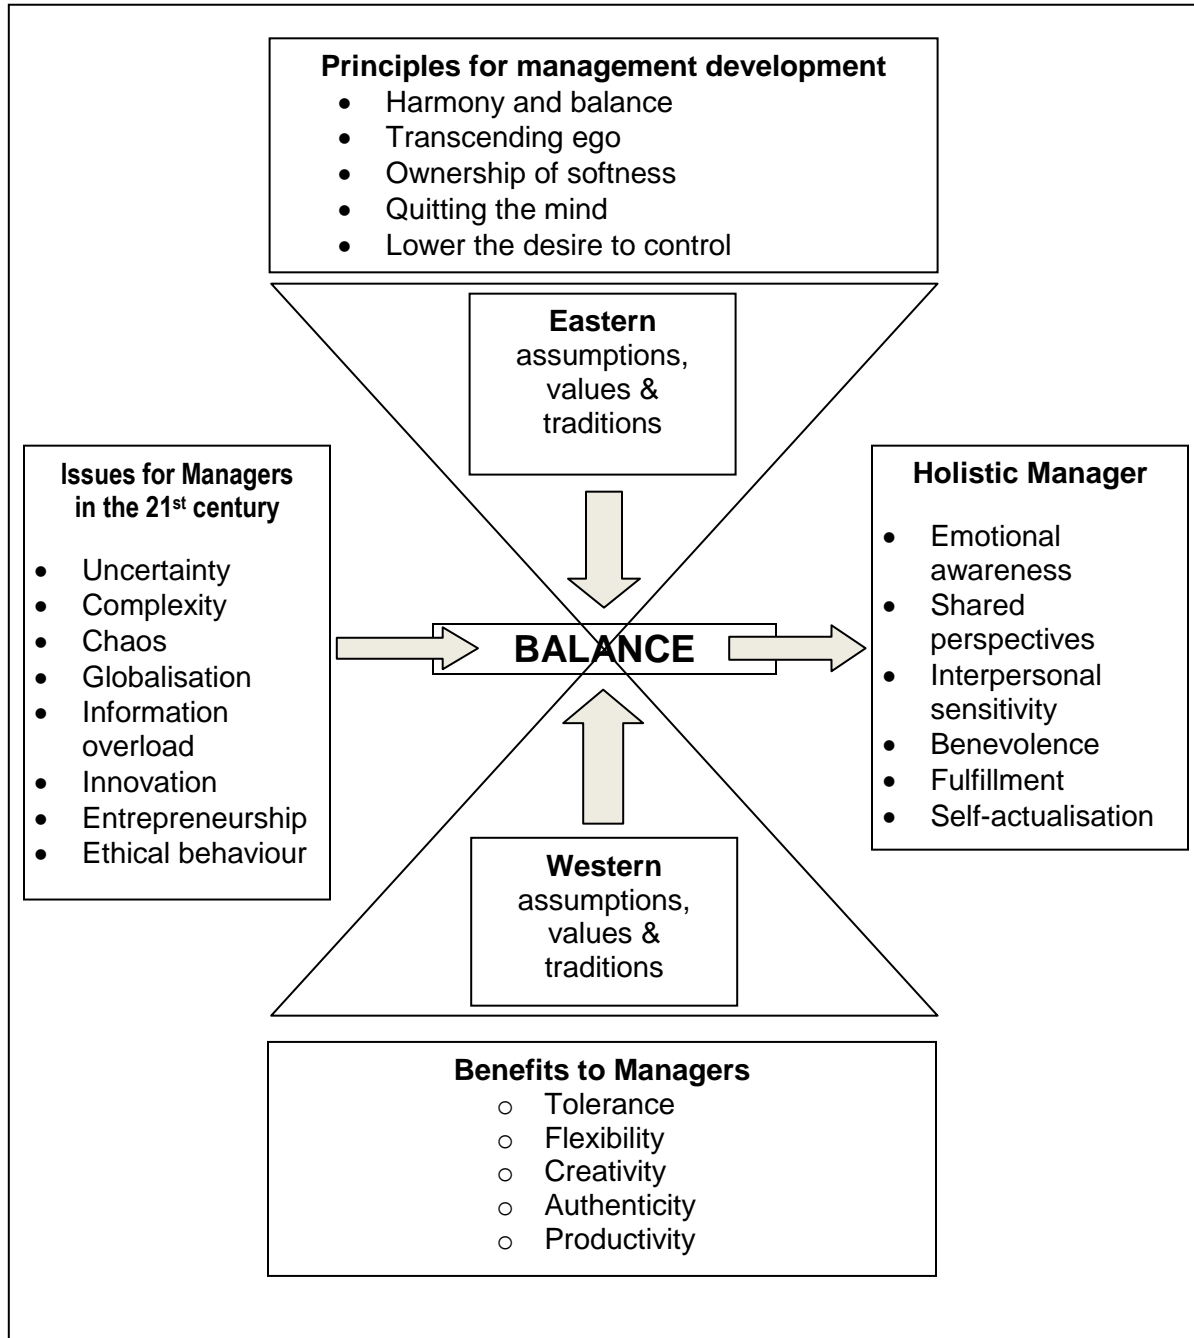 Principles for management development
• Harmony and balance
• Transcending ego
• Ownership of softness
• Quitting the mind
• Lower the desire to control
Eastern
assumptions,
values &
traditions
Issues for Managers
in the 21st century
• Uncertainty
• Complexity
• Chaos
• Globalisation
• Information
overload
• Innovation
• Entrepreneurship
• Ethical behaviour
BALANCE
Holistic Manager
• Emotional
awareness
• Shared
perspectives
• Interpersonal
sensitivity
• Benevolence
• Fulfillment
• Self-actualisation
Western
assumptions,
values &
traditions
Benefits to Managers
o Tolerance
o Flexibility
o Creativity
o Authenticity
o Productivity